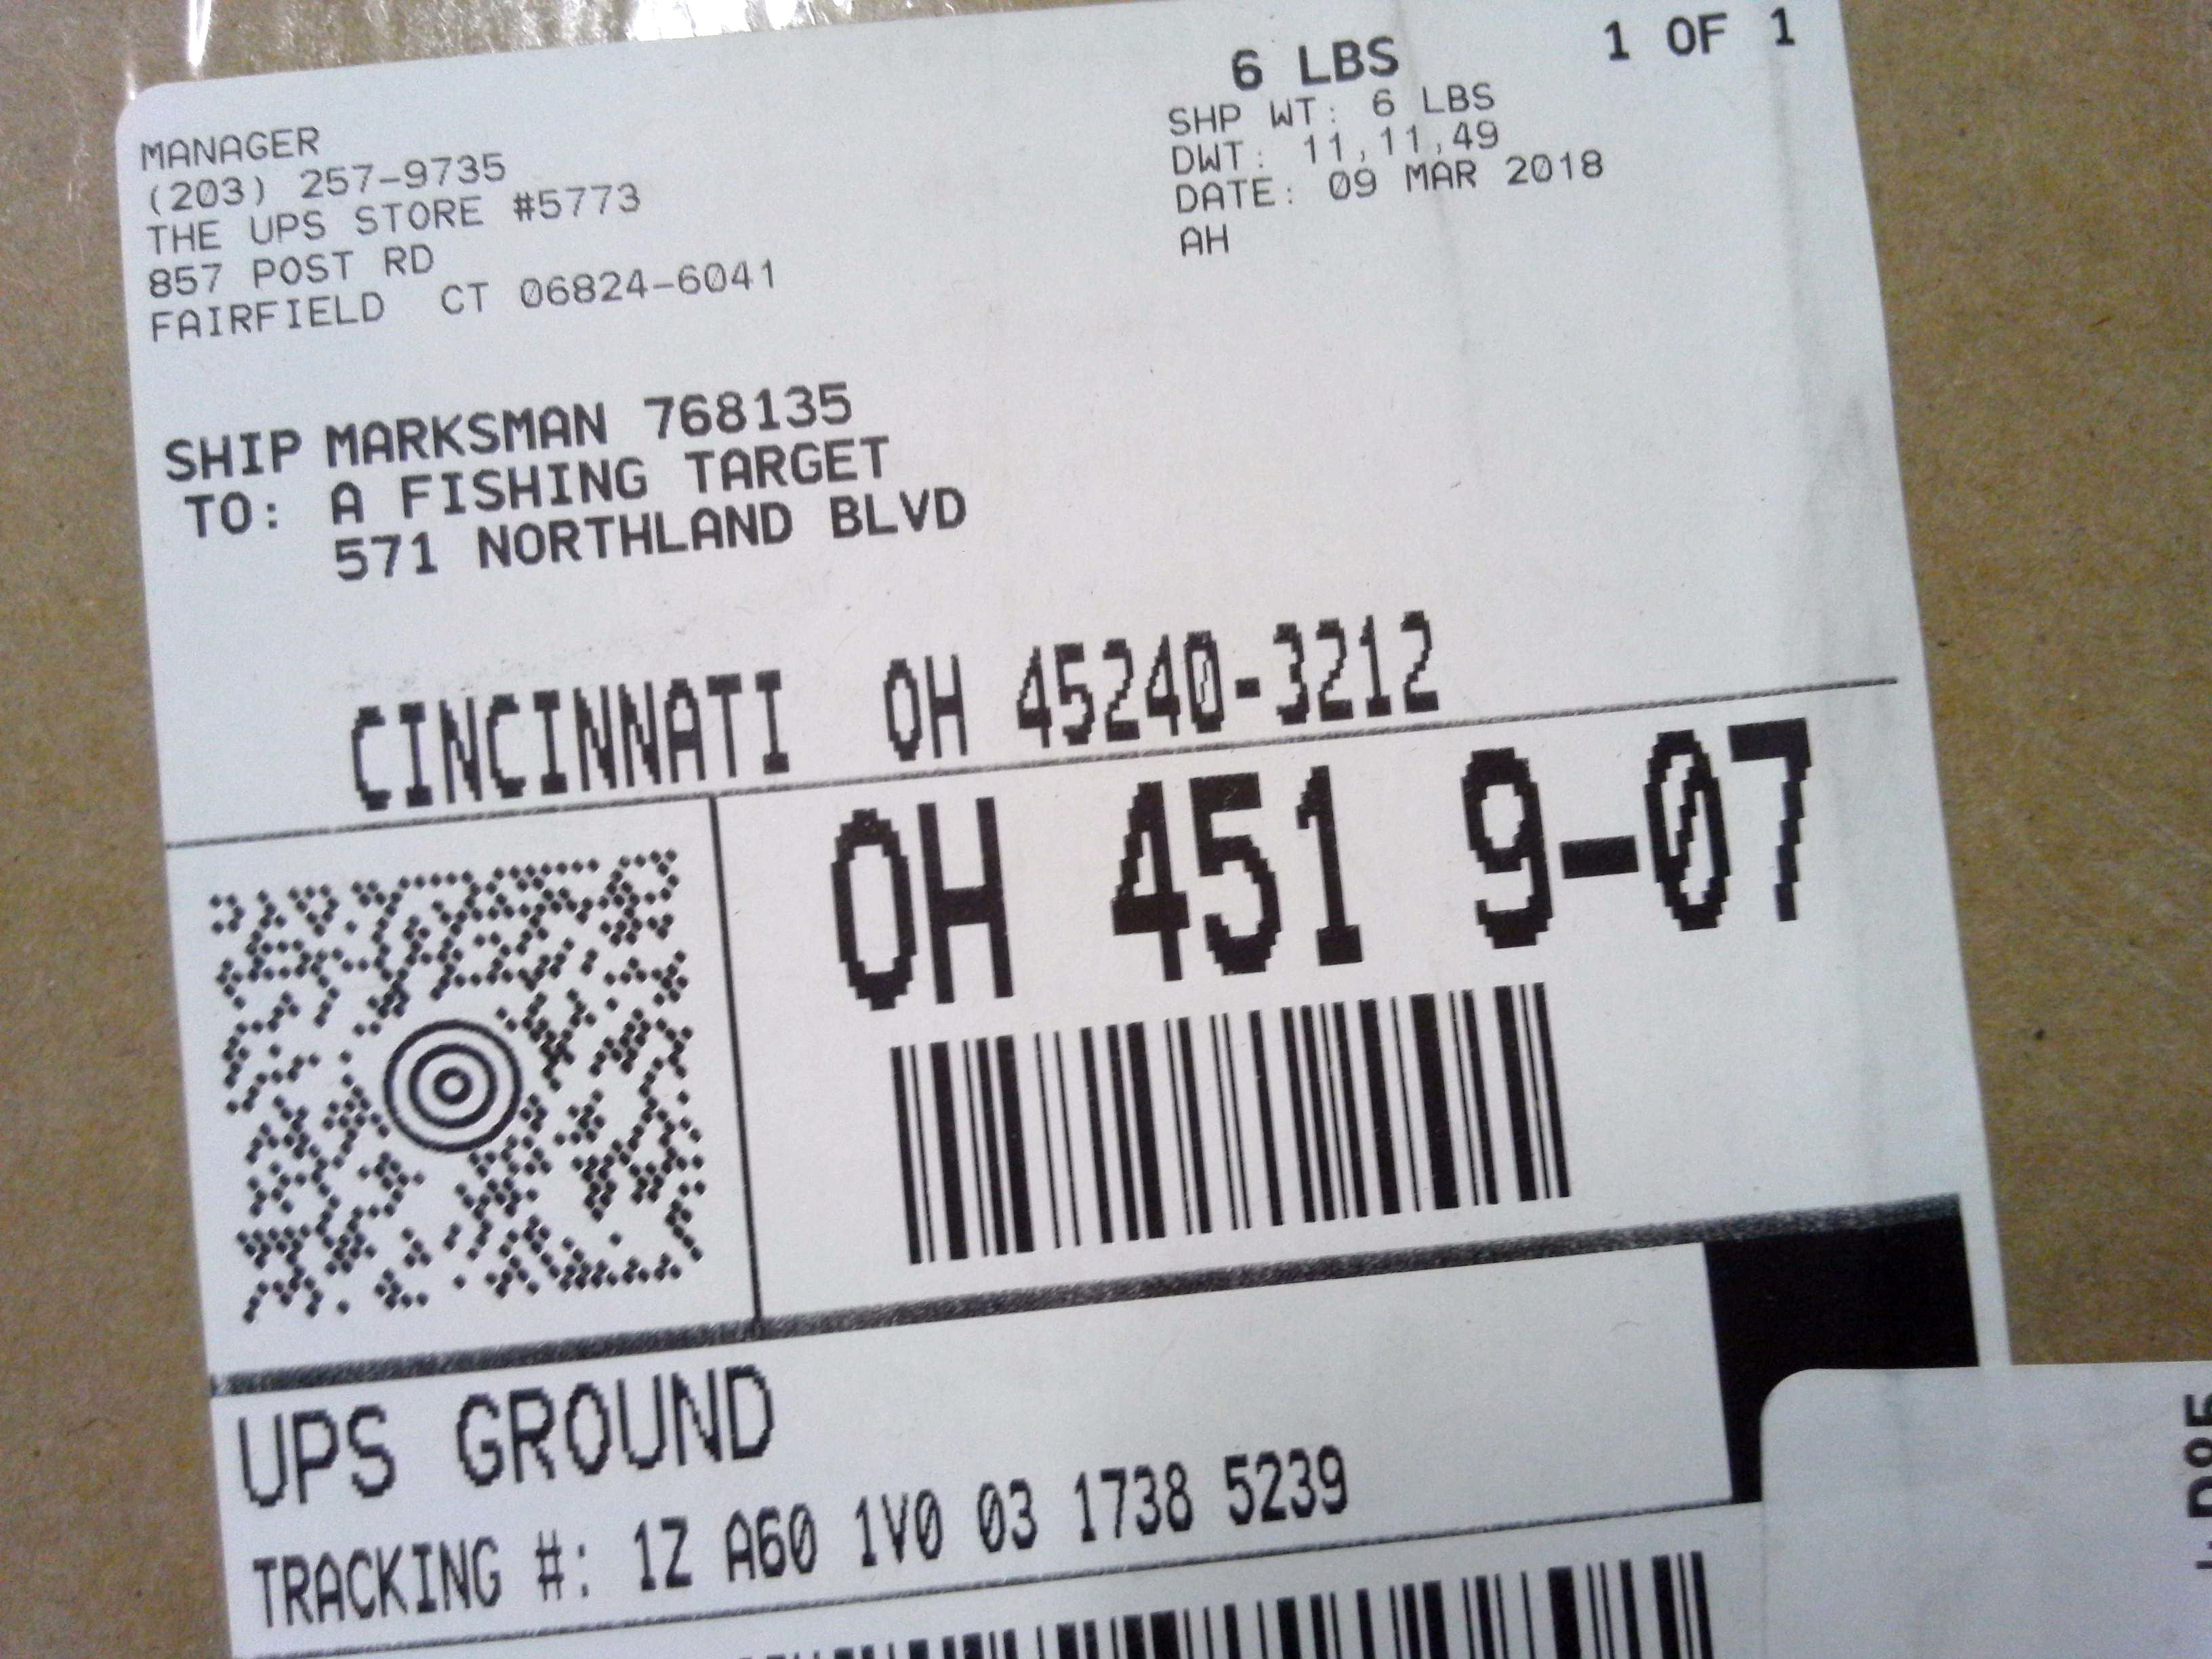 6 LBS
1 OF 1
MANAGER
(203) 257-9735
THE UPS STORE #5773
857 POST RD
FAIRFIELD CT 06824-6041
SHP WT: 6 LBS
DWT: 11,11,49
DATE: 09 MAR 2018
AH
SHIP MARKSMAN 768135
TO: A FISHING TARGET
571 NORTHLAND BLVD
CINCINNATI OH 45240-3212
OH 451 9-07
UPS GROUND
TRACKING #: 1Z A60 1V0 03 1738 5239